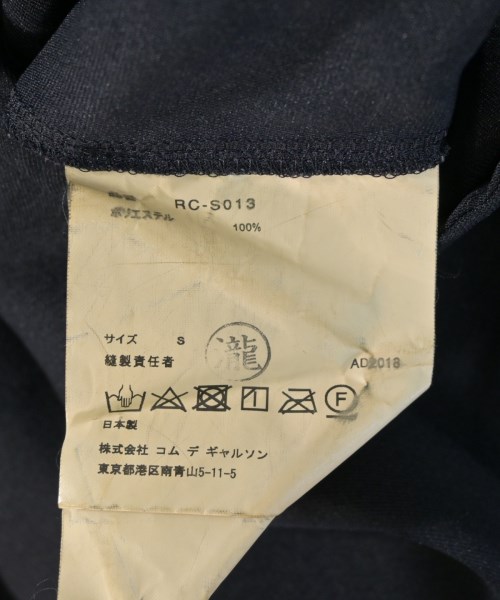 RC-S013
ポリエステル
100%
サイズ S
瀧
縫製責任者 AD2018
F
日本製
株式会社 コム デ ギャルソン
東京都港区南青山5-11-5